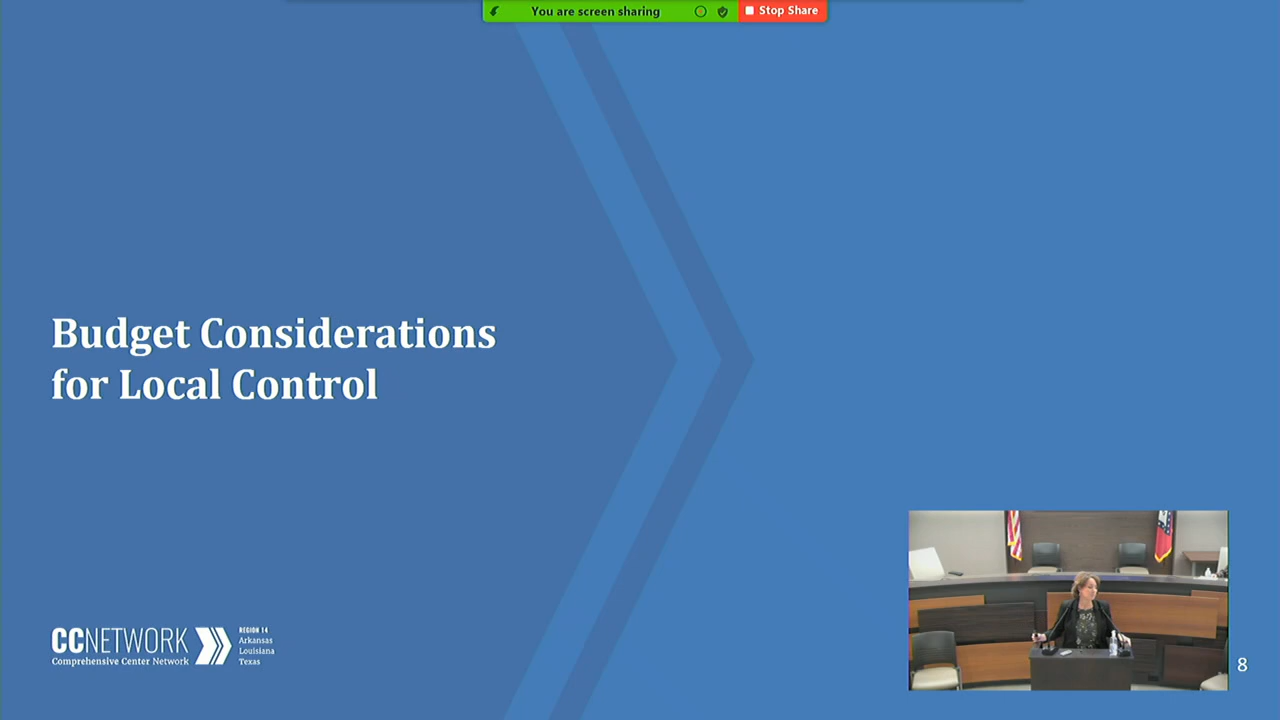 You are screen sharing
Stop Share
Budget Considerations
for Local Control
CCNETWORK
Comprehensive Center Network
REGION 14
Arkansas
Louisiana
Texas
8